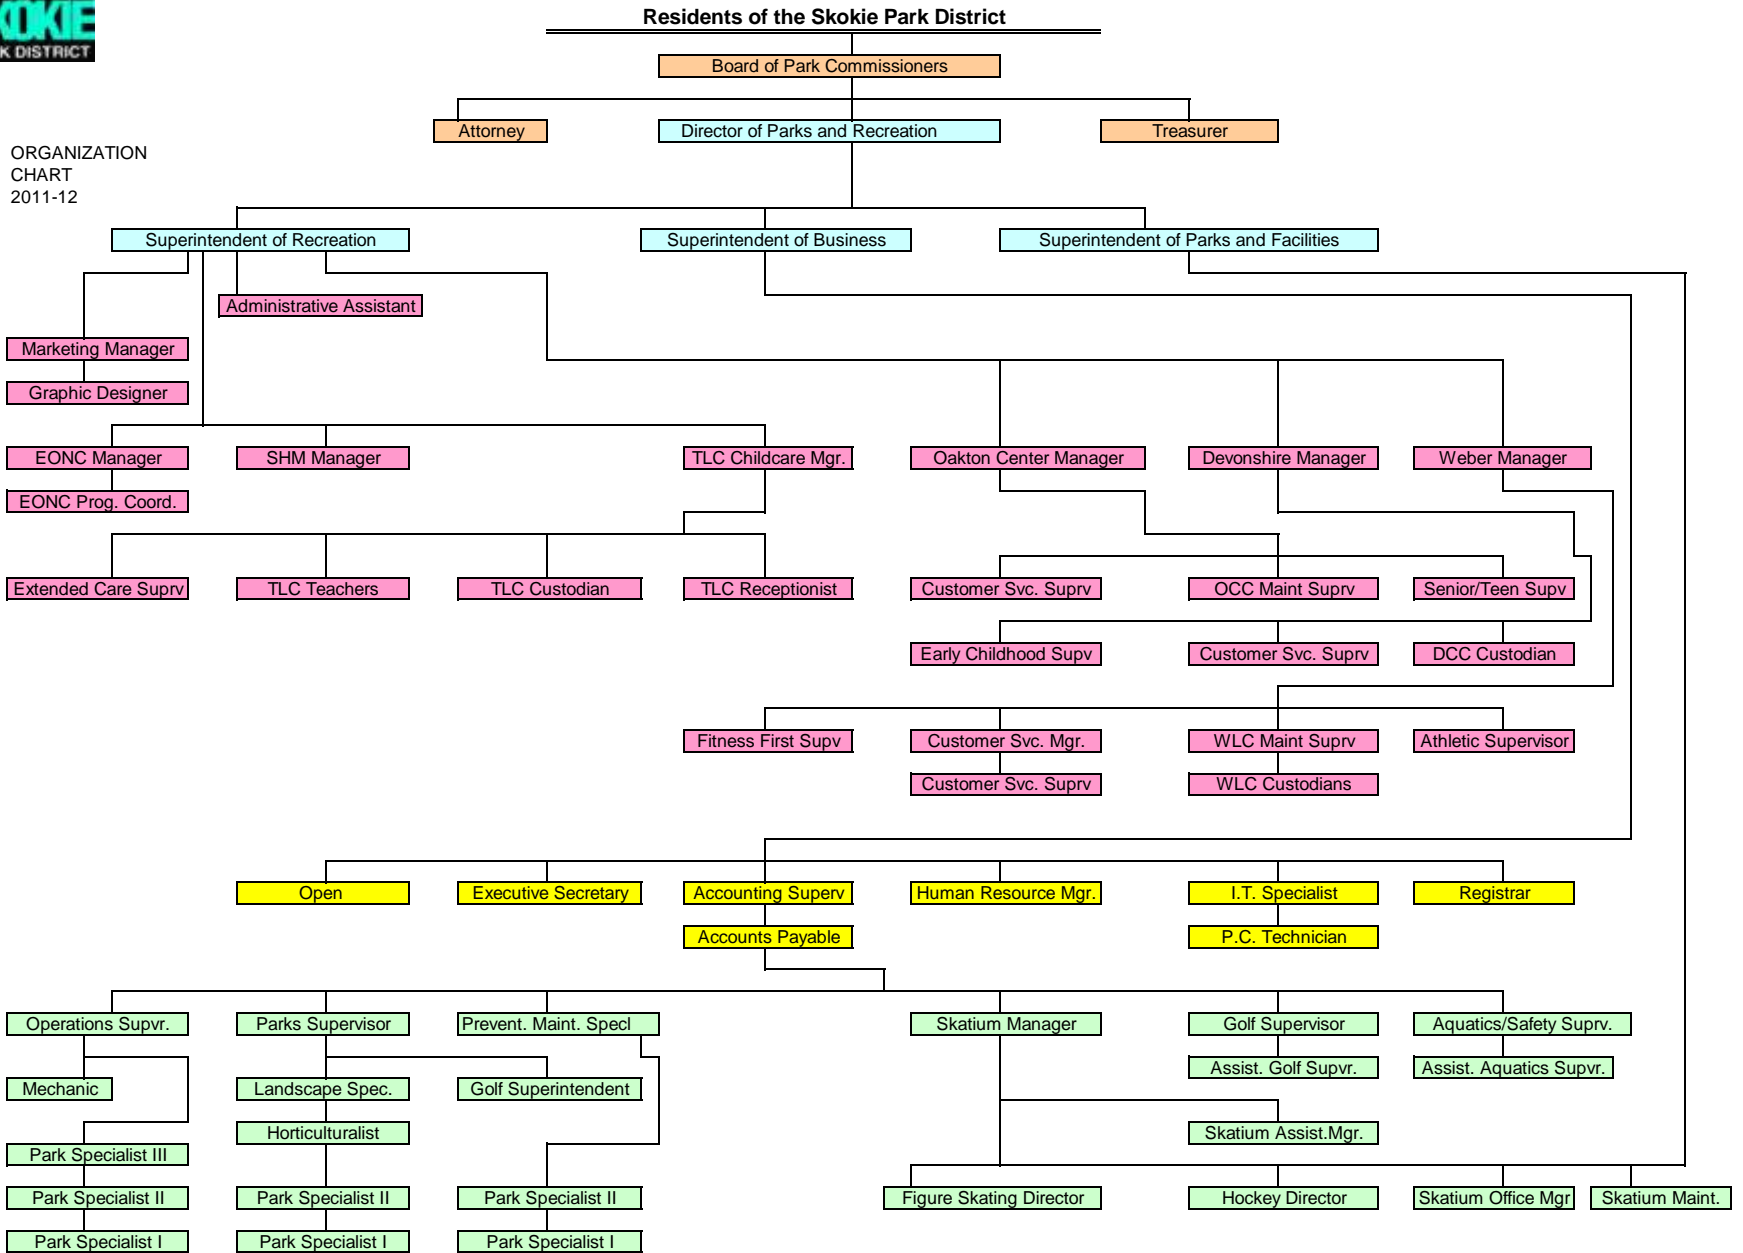 Residents of the Skokie Park District
KOKIE
K DISTRICT
Board of Park Commissioners
Attorney
Director of Parks and Recreation
Treasurer
ORGANIZATION
CHART
2011-12
Superintendent of Recreation
Superintendent of Business
Superintendent of Parks and Facilities
Administrative Assistant
Marketing Manager
Graphic Designer
EONC Manager
SHM Manager
TLC Childcare Mgr.
Oakton Center Manager
Devonshire Manager
Weber Manager
EONC Prog. Coord.
Extended Care Suprv
TLC Teachers
TLC Custodian
TLC Receptionist
Customer Svc. Suprv
OCC Maint Suprv
Senior/Teen Supv
Early Childhood Supv
Customer Svc. Suprv
DCC Custodian
Fitness First Supv
Customer Svc. Mgr.
WLC Maint Suprv
Athletic Supervisor
Customer Svc. Suprv
WLC Custodians
Open
Executive Secretary
Accounting Superv
Human Resource Mgr.
I.T. Specialist
Registrar
Accounts Payable
P.C. Technician
Operations Supvr.
Parks Supervisor
Prevent. Maint. Specl
Skatium Manager
Golf Supervisor
Aquatics/Safety Suprv.
Assist. Golf Supvr.
Assist. Aquatics Supvr.
Mechanic
Landscape Spec.
Golf Superintendent
Horticulturalist
Skatium Assist.Mgr.
Park Specialist III
Park Specialist II
Park Specialist II
Park Specialist II
Figure Skating Director
Hockey Director
Skatium Office Mgr
Skatium Maint.
Park Specialist I
Park Specialist I
Park Specialist I